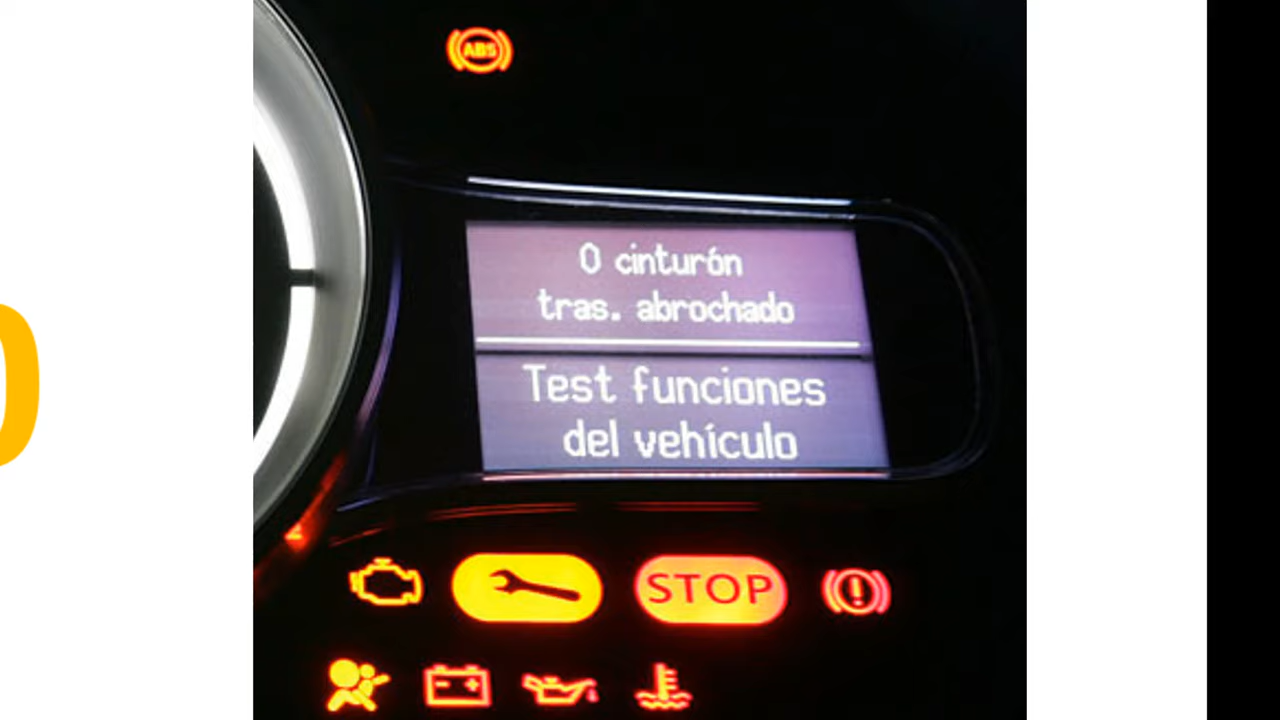 ABS
0 cinturón
tras. abrochado
Test funciones
del vehículo
STOP